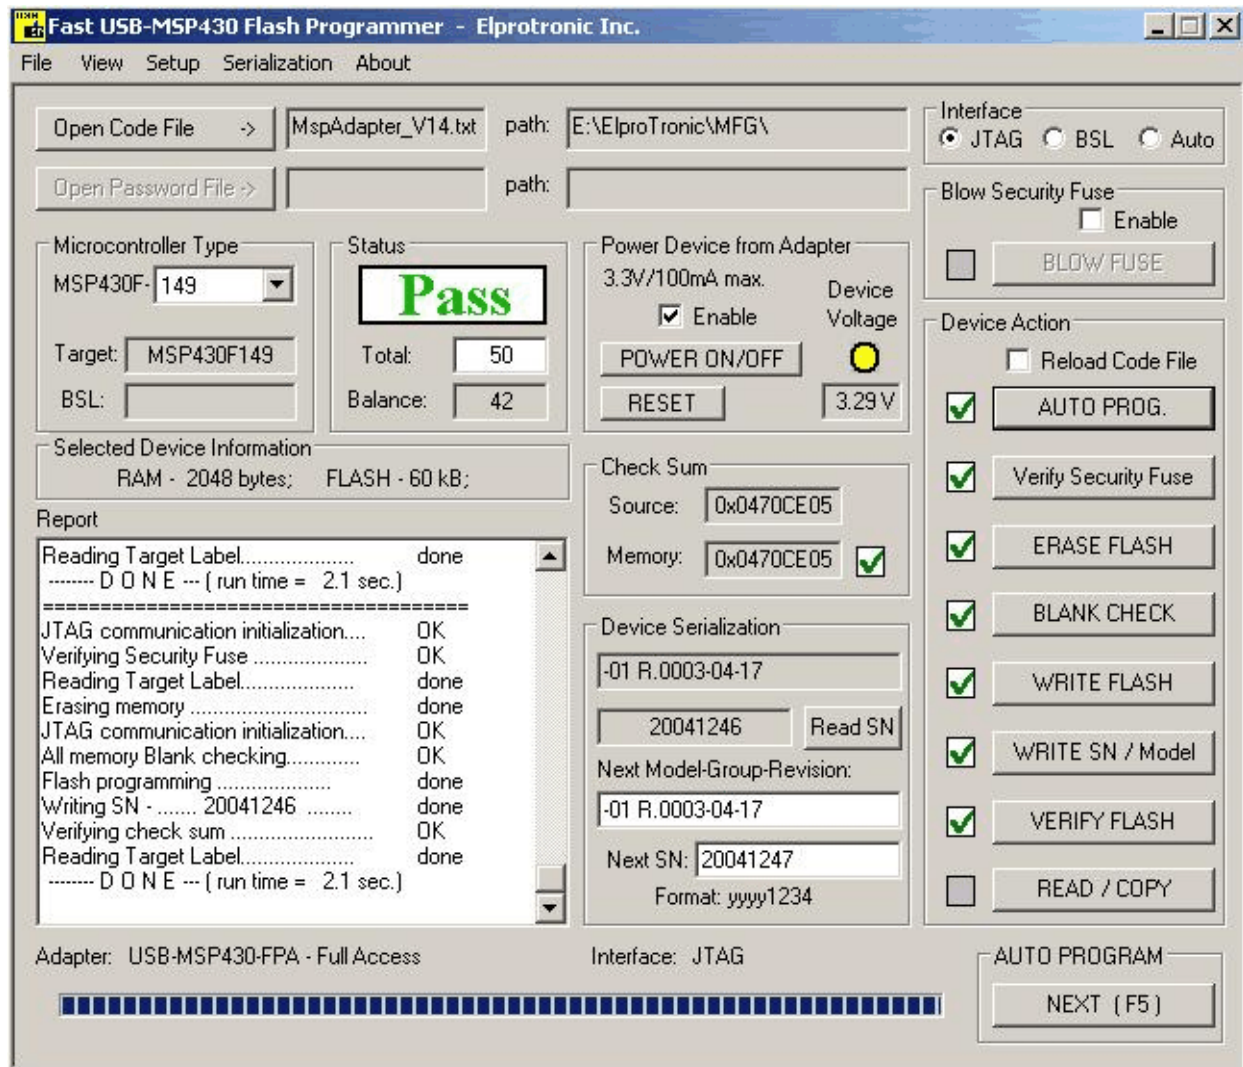 Fast USB-MSP430 Flash Programmer - Elprotronic Inc.
File View Setup Serialization About
Open Code File -> MspAdapter_V14.txt path: E:\ElproTronic\MFG\
Open Password File -> path:
Interface
JTAG BSL Auto
Blow Security Fuse
Enable
BLOW FUSE
Microcontroller Type
MSP430F- 149
Target: MSP430F149
BSL:
Status
Pass
Total: 50
Balance: 42
Power Device from Adapter
3.3V/100mA max.
Enable
Device
Voltage
POWER ON/OFF
RESET
3.29 V
Device Action
Reload Code File
AUTO PROG.
Verify Security Fuse
ERASE FLASH
BLANK CHECK
WRITE FLASH
WRITE SN / Model
VERIFY FLASH
READ / COPY
Selected Device Information
RAM - 2048 bytes; FLASH - 60 kB;
Check Sum
Source: 0x0470CE05
Memory: 0x0470CE05
Report
Reading Target Label..................... done
------- D O N E --- ( run time = 2.1 sec.)
=======================================
JTAG communication initialization.... OK
Verifying Security Fuse ..................... OK
Reading Target Label..................... done
Erasing memory .............................. done
JTAG communication initialization.... OK
All memory Blank checking............. OK
Flash programming .......................... done
Writing SN - ....... 20041246 ........ done
Verifying check sum .......................... OK
Reading Target Label..................... done
------- D O N E --- ( run time = 2.1 sec.)
Device Serialization
-01 R.0003-04-17
20041246 Read SN
Next Model-Group-Revision:
-01 R.0003-04-17
Next SN: 20041247
Format: yyyy1234
Adapter: USB-MSP430-FPA - Full Access Interface: JTAG
AUTO PROGRAM
NEXT ( F5 )